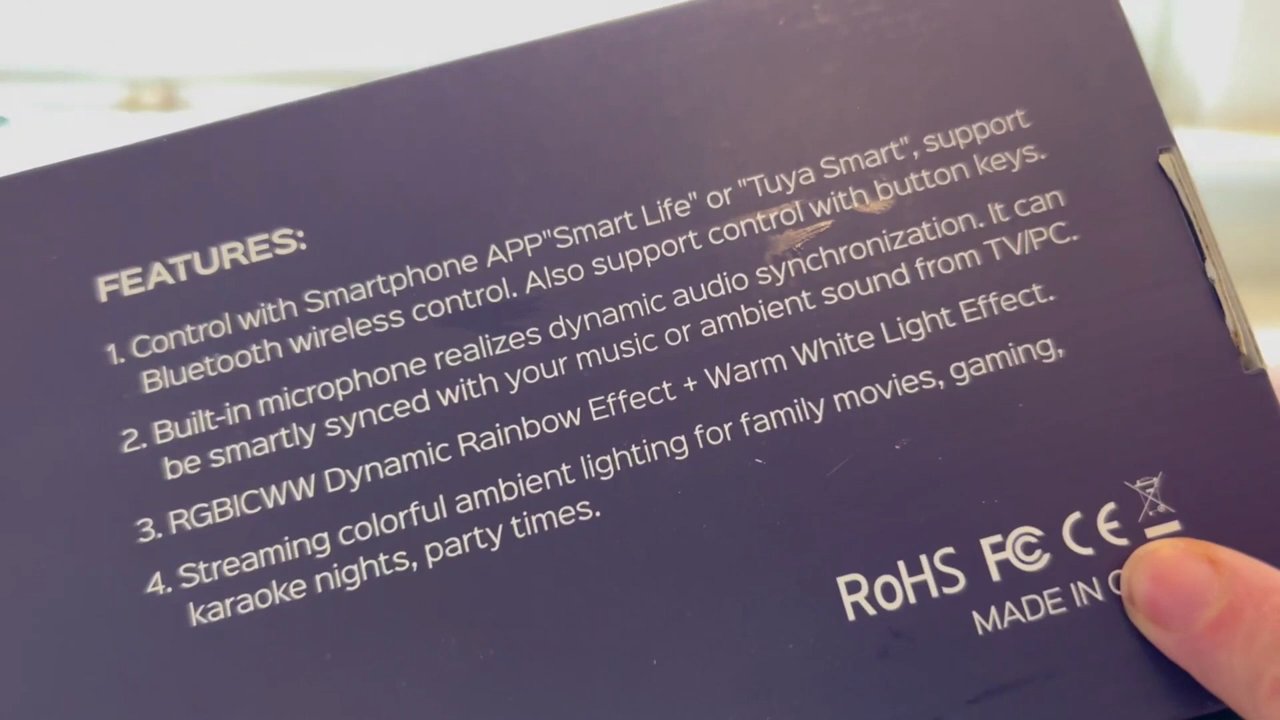 FEATURES:
1. Control with Smartphone APP"Smart Life" or "Tuya Smart", support
Bluetooth wireless control. Also support control with button keys.
2. Built-in microphone realizes dynamic audio synchronization. It can
be smartly synced with your music or ambient sound from TV/PC.
3. RGBICWW Dynamic Rainbow Effect + Warm White Light Effect.
4. Streaming colorful ambient lighting for family movies, gaming,
karaoke nights, party times.
RoHS FC CE
MADE IN